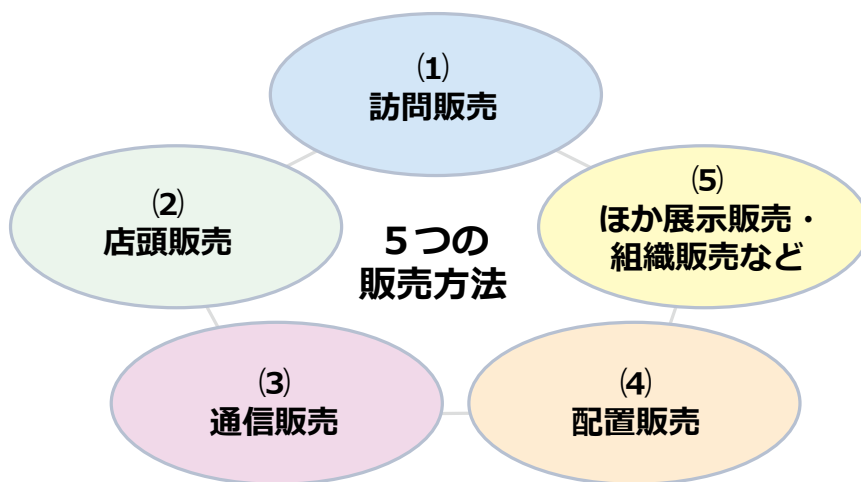 ⑴
訪問販売
⑵
店頭販売
⑶
通信販売
⑷
配置販売
⑸
ほか展示販売・
組織販売など
５つの
販売方法